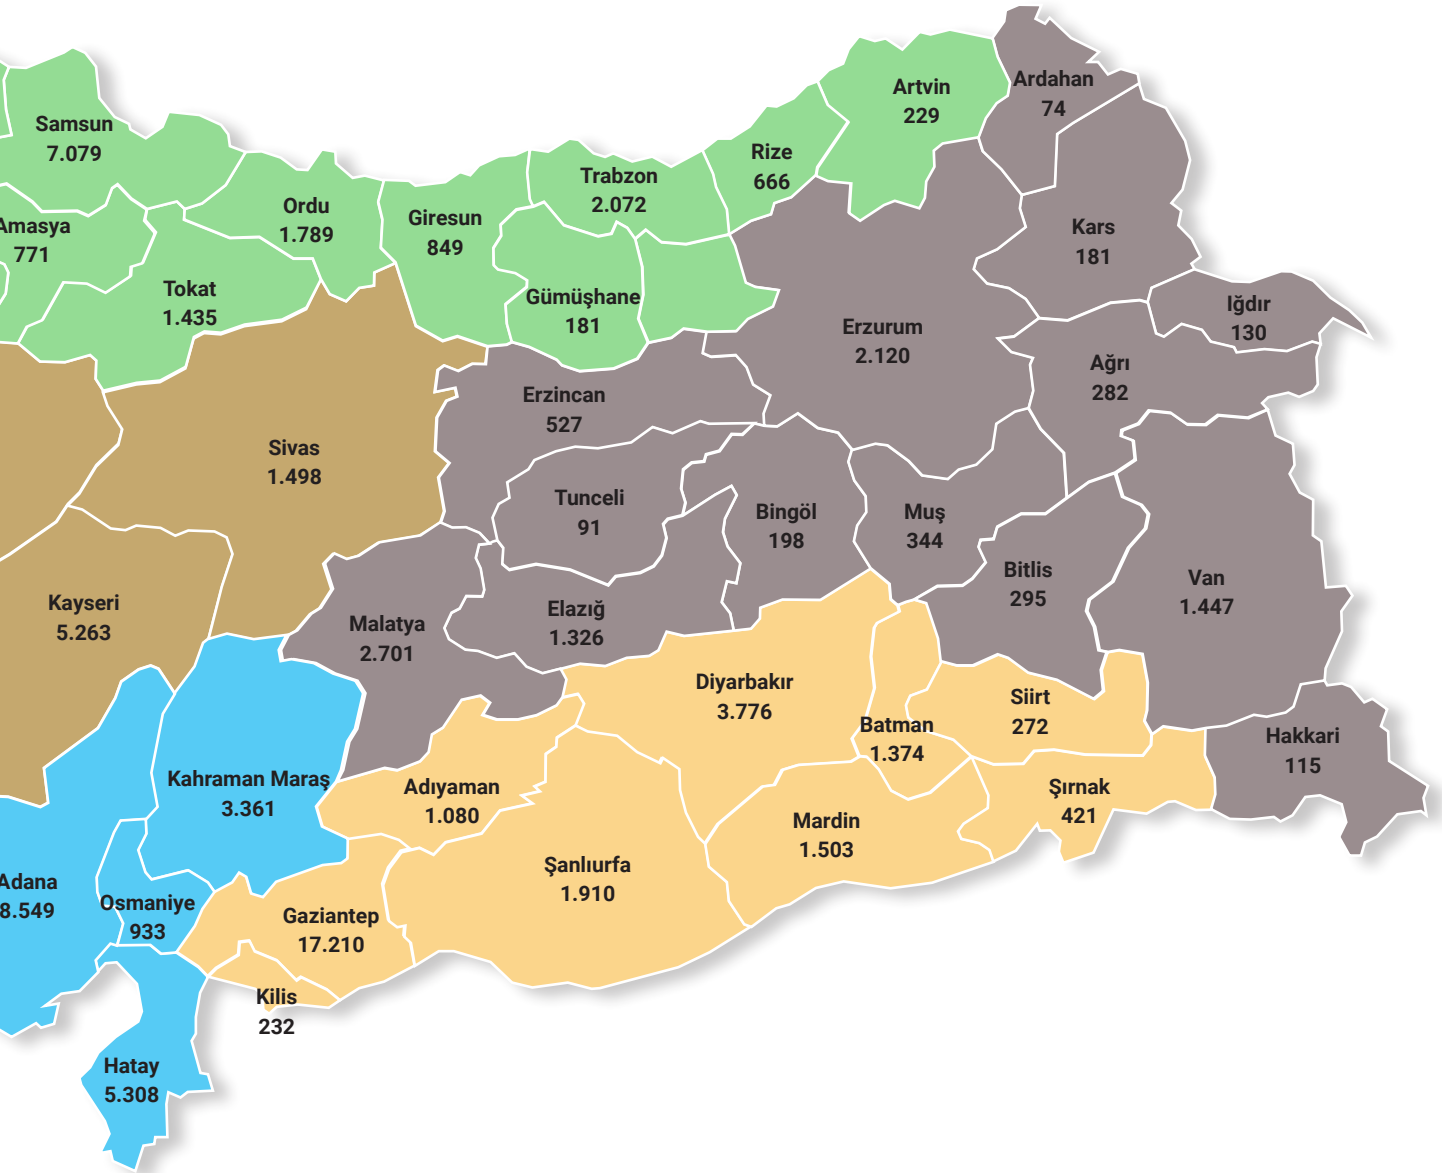 Ardahan
74
Artvin
229
Samsun
7.079
Rize
666
Trabzon
2.072
Ordu
1.789
Giresun
849
Amasya
771
Kars
181
Tokat
1.435
Gümüşhane
181
Iğdır
130
Erzurum
2.120
Ağrı
282
Erzincan
527
Sivas
1.498
Tunceli
91
Bingöl
198
Muş
344
Bitlis
295
Van
1.447
Kayseri
5.263
Malatya
2.701
Elazığ
1.326
Diyarbakır
3.776
Siirt
272
Batman
1.374
Hakkari
115
Kahraman Maraş
3.361
Adıyaman
1.080
Şırnak
421
Mardin
1.503
Şanlıurfa
1.910
Adana
8.549
Osmaniye
933
Gaziantep
17.210
Kilis
232
Hatay
5.308